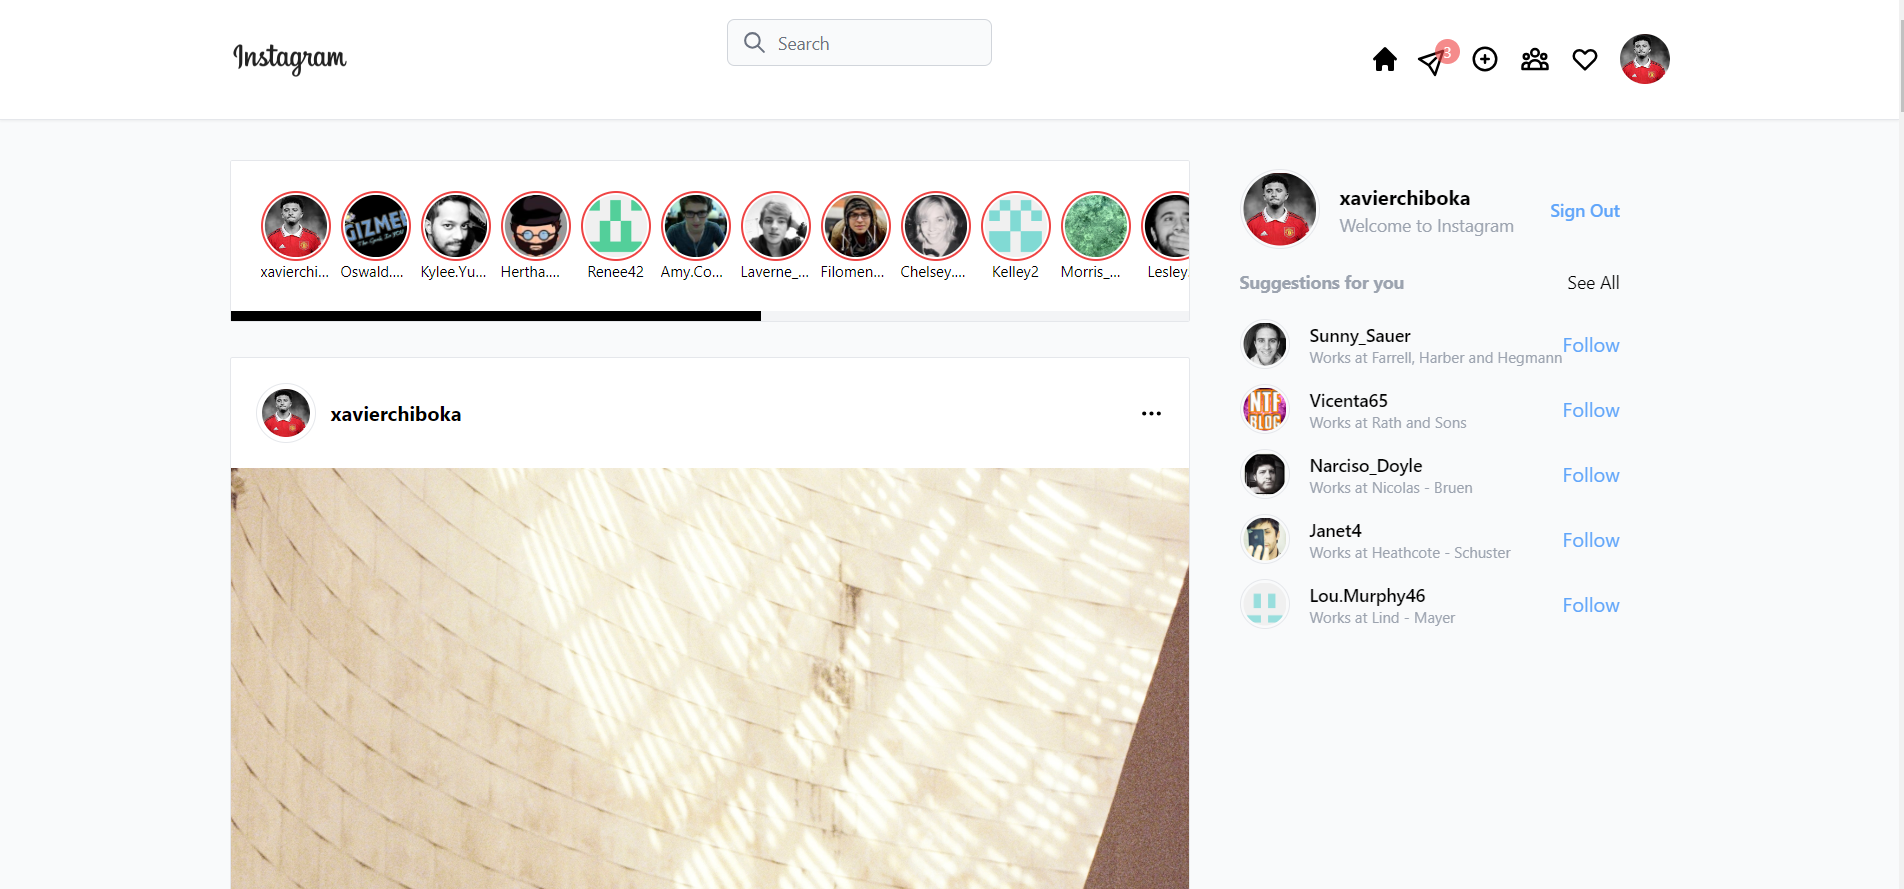 Instagram
Search
3
xavierchi...
Oswald....
Kylee.Yu...
Hertha....
Renee42
Amy.Co...
Laverne_...
Filomen...
Chelsey....
Kelley2
Morris_...
Lesley
xavierchiboka
Welcome to Instagram
Sign Out
Suggestions for you
See All
Sunny_Sauer
Works at Farrell, Harber and Hegmann
Follow
Vicenta65
Works at Rath and Sons
Follow
NTF
BLOG
Narciso_Doyle
Works at Nicolas - Bruen
Follow
Janet4
Works at Heathcote - Schuster
Follow
Lou.Murphy46
Works at Lind - Mayer
Follow
xavierchiboka